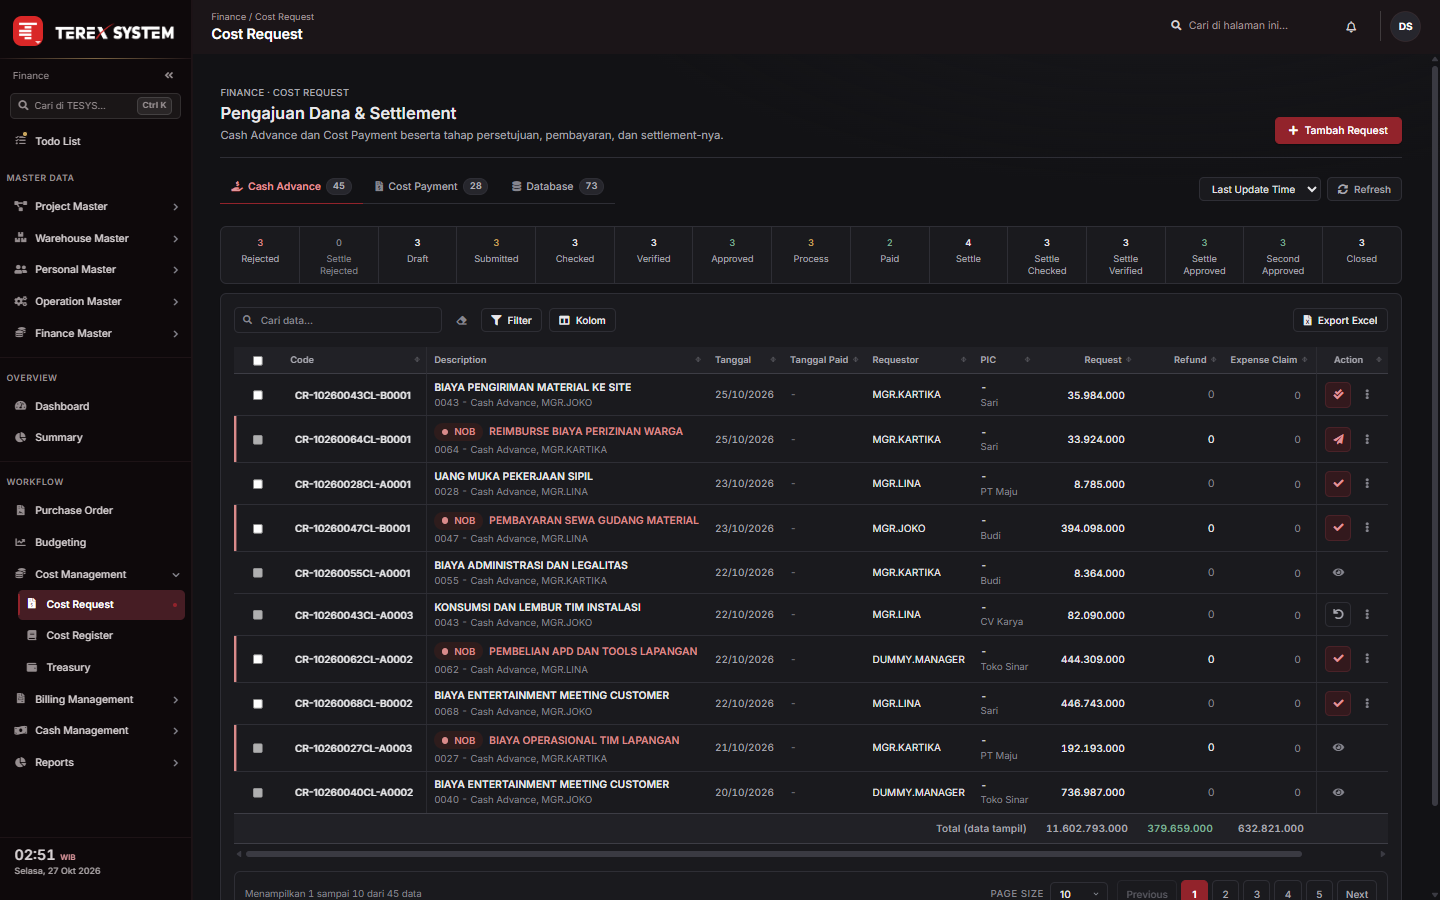 TEREX SYSTEM
Finance
Cari di TESYS... Ctrl K
Todo List
MASTER DATA
Project Master
Warehouse Master
Personal Master
Operation Master
Finance Master
OVERVIEW
Dashboard
Summary
WORKFLOW
Purchase Order
Budgeting
Cost Management
Cost Request
Cost Register
Treasury
Billing Management
Cash Management
Reports
02:51 WIB
Selasa, 27 Okt 2026
Finance / Cost Request
Cost Request
Cari di halaman ini...
DS
FINANCE · COST REQUEST
Pengajuan Dana & Settlement
Cash Advance dan Cost Payment beserta tahap persetujuan, pembayaran, dan settlement-nya.
Tambah Request
Cash Advance 45 Cost Payment 28 Database 73
Last Update Time Refresh
3 Rejected
0 Settle Rejected
3 Draft
3 Submitted
3 Checked
3 Verified
3 Approved
3 Process
2 Paid
4 Settle
3 Settle Checked
3 Settle Verified
3 Settle Approved
3 Second Approved
3 Closed
Cari data... Filter Kolom Export Excel
Code Description Tanggal Tanggal Paid Requestor PIC Request Refund Expense Claim Action
CR-10260043CL-B0001 BIAYA PENGIRIMAN MATERIAL KE SITE 25/10/2026 - MGR.KARTIKA - 35.984.000 0 0
0043 - Cash Advance, MGR.JOKO Sari
CR-10260064CL-B0001 NOB REIMBURSE BIAYA PERIZINAN WARGA 25/10/2026 - MGR.KARTIKA - 33.924.000 0 0
0064 - Cash Advance, MGR.KARTIKA Sari
CR-10260028CL-A0001 UANG MUKA PEKERJAAN SIPIL 23/10/2026 - MGR.LINA - 8.785.000 0 0
0028 - Cash Advance, MGR.LINA PT Maju
CR-10260047CL-B0001 NOB PEMBAYARAN SEWA GUDANG MATERIAL 23/10/2026 - MGR.JOKO - 394.098.000 0 0
0047 - Cash Advance, MGR.LINA Budi
CR-10260055CL-A0001 BIAYA ADMINISTRASI DAN LEGALITAS 22/10/2026 - MGR.KARTIKA - 8.364.000 0 0
0055 - Cash Advance, MGR.KARTIKA Budi
CR-10260043CL-A0003 KONSUMSI DAN LEMBUR TIM INSTALASI 22/10/2026 - MGR.LINA - 82.090.000 0 0
0043 - Cash Advance, MGR.JOKO CV Karya
CR-10260062CL-A0002 NOB PEMBELIAN APD DAN TOOLS LAPANGAN 22/10/2026 - DUMMY.MANAGER - 444.309.000 0 0
0062 - Cash Advance, MGR.LINA Toko Sinar
CR-10260068CL-B0002 BIAYA ENTERTAINMENT MEETING CUSTOMER 22/10/2026 - MGR.LINA - 446.743.000 0 0
0068 - Cash Advance, MGR.JOKO Sari
CR-10260027CL-A0003 NOB BIAYA OPERASIONAL TIM LAPANGAN 21/10/2026 - MGR.KARTIKA - 192.193.000 0 0
0027 - Cash Advance, MGR.KARTIKA PT Maju
CR-10260040CL-A0002 BIAYA ENTERTAINMENT MEETING CUSTOMER 20/10/2026 - DUMMY.MANAGER - 736.987.000 0 0
0040 - Cash Advance, MGR.JOKO Toko Sinar
Total (data tampil) 11.602.793.000 379.659.000 632.821.000
Menampilkan 1 sampai 10 dari 45 data PAGE SIZE 10 Previous 1 2 3 4 5 Next